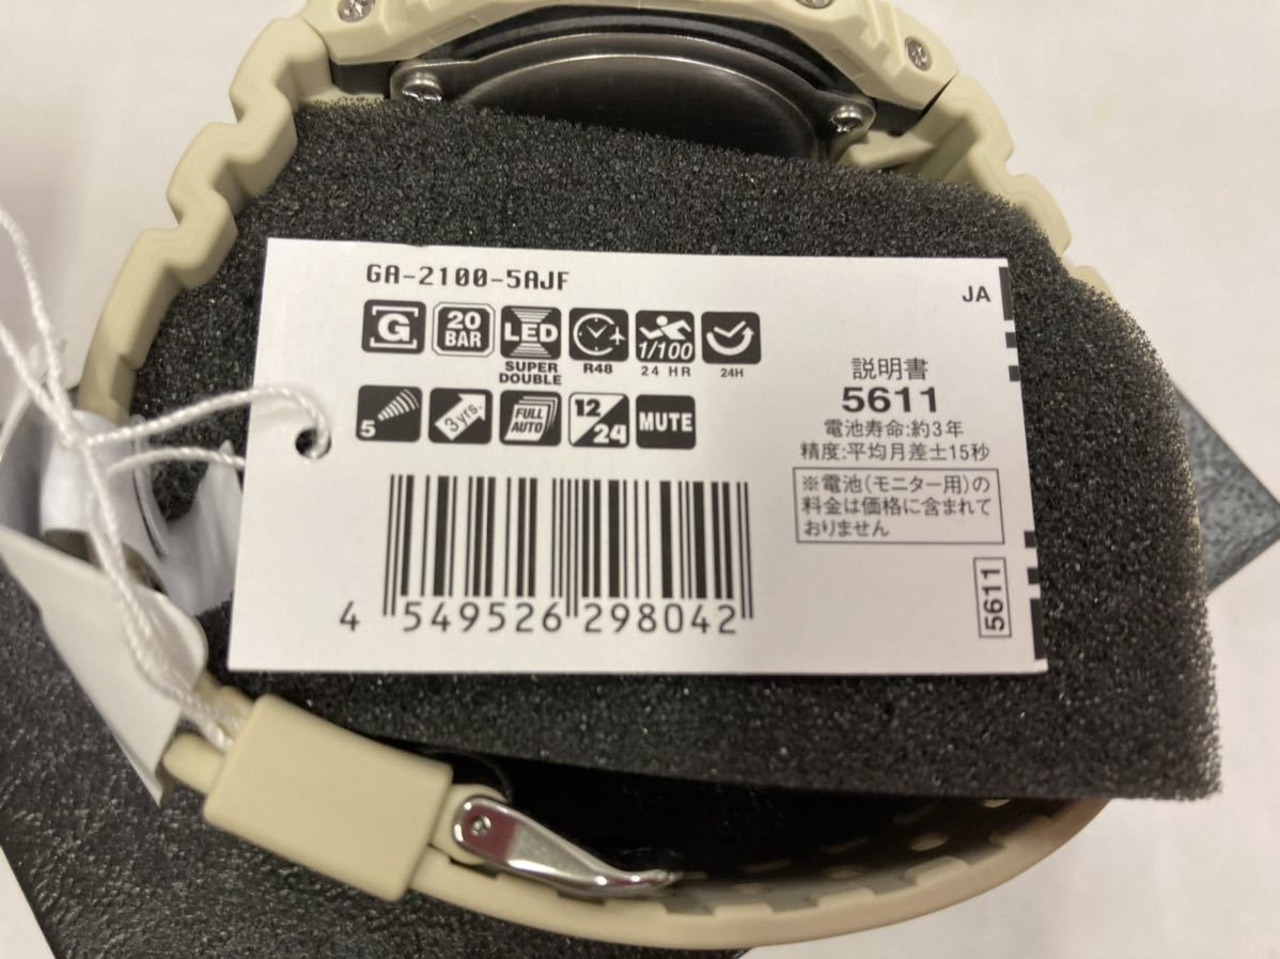 GA-2100-5AJF
JA
G
20
BAR
LED
SUPER
DOUBLE
R48
1/100
24 HR
24H
5
3yrs.
FULL
AUTO
12/24
MUTE
説明書
5611
電池寿命:約3年
精度:平均月差±15秒
※電池(モニター用)の
料金は価格に含まれて
おりません
4 549526 298042
5611